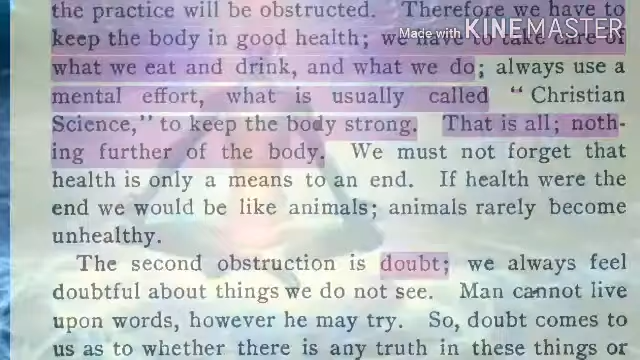 the practice will be obstructed. Therefore we have to
Made with KINEMASTER
keep the body in good health; we have to take care of
what we eat and drink, and what we do; always use a
mental effort, what is usually called “ Christian
Science,” to keep the body strong. That is all; noth-
ing further of the body. We must not forget that
health is only a means to an end. If health were the
end we would be like animals; animals rarely become
unhealthy.
The second obstruction is doubt; we always feel
doubtful about things we do not see. Man cannot live
upon words, however he may try. So, doubt comes to
us as to whether there is any truth in these things or